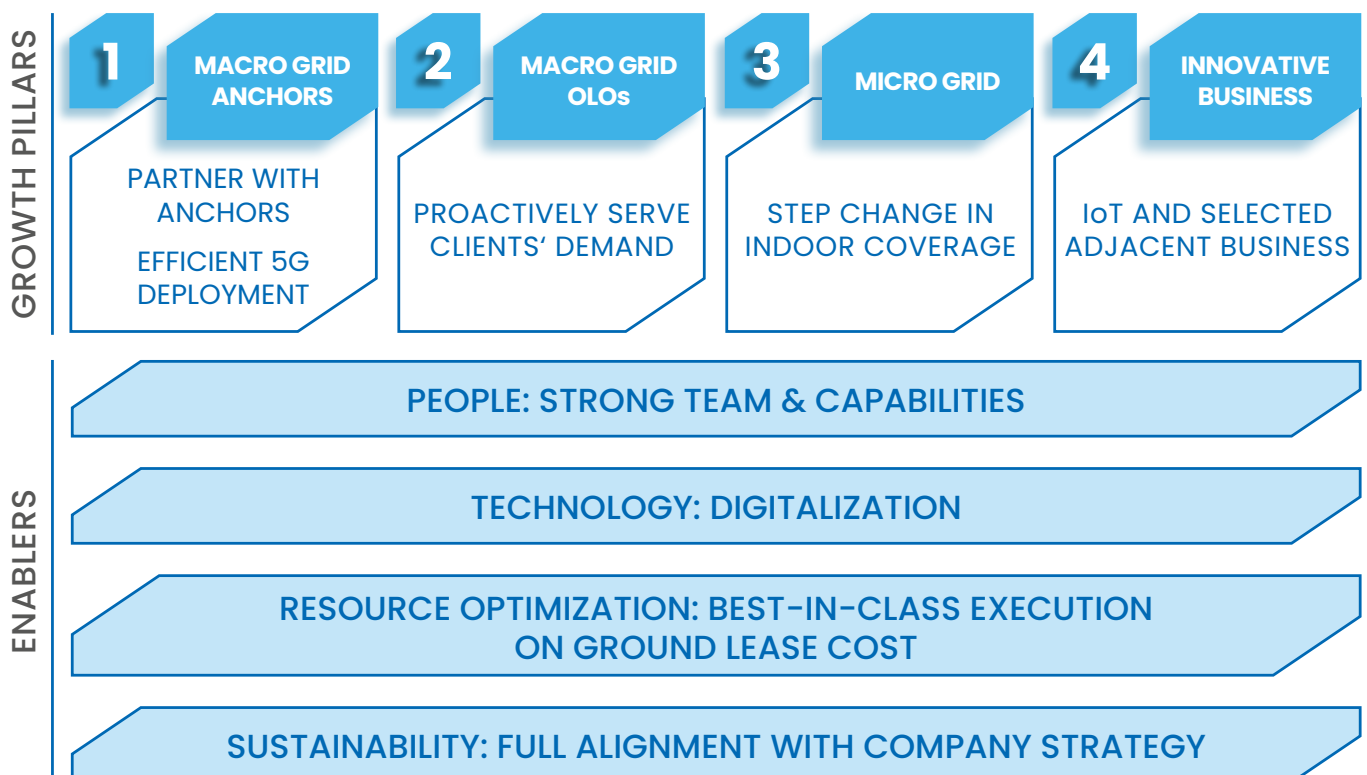 GROWTH PILLARS
1
MACRO GRID
ANCHORS
PARTNER WITH
ANCHORS
EFFICIENT 5G
DEPLOYMENT
2
MACRO GRID
OLOs
PROACTIVELY SERVE
CLIENTS‘ DEMAND
3
MICRO GRID
STEP CHANGE IN
INDOOR COVERAGE
4
INNOVATIVE
BUSINESS
IoT AND SELECTED
ADJACENT BUSINESS
ENABLERS
PEOPLE: STRONG TEAM & CAPABILITIES
TECHNOLOGY: DIGITALIZATION
RESOURCE OPTIMIZATION: BEST-IN-CLASS EXECUTION
ON GROUND LEASE COST
SUSTAINABILITY: FULL ALIGNMENT WITH COMPANY STRATEGY